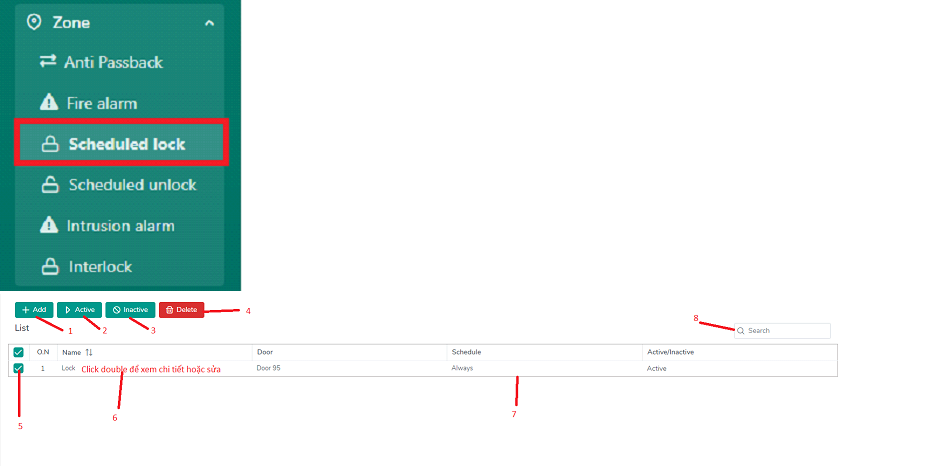 Zone
Anti Passback
Fire alarm
Scheduled lock
Scheduled unlock
Intrusion alarm
Interlock
Add Active Inactive Delete 4
1 2 3
List
8 Search
O.N Name Door Schedule Active/Inactive
1 Lock Click double để xem chi tiết hoặc sửa Door 95 Always Active
5 6 7